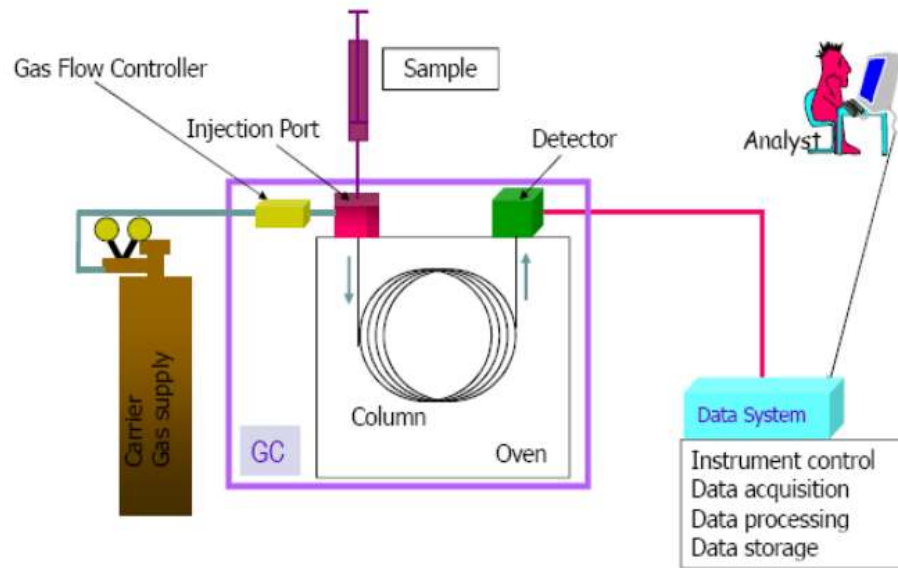 Gas Flow Controller
Sample
Injection Port
Detector
Analyst
Carrier
Gas supply
Column
GC
Oven
Data System
Instrument control
Data acquisition
Data processing
Data storage